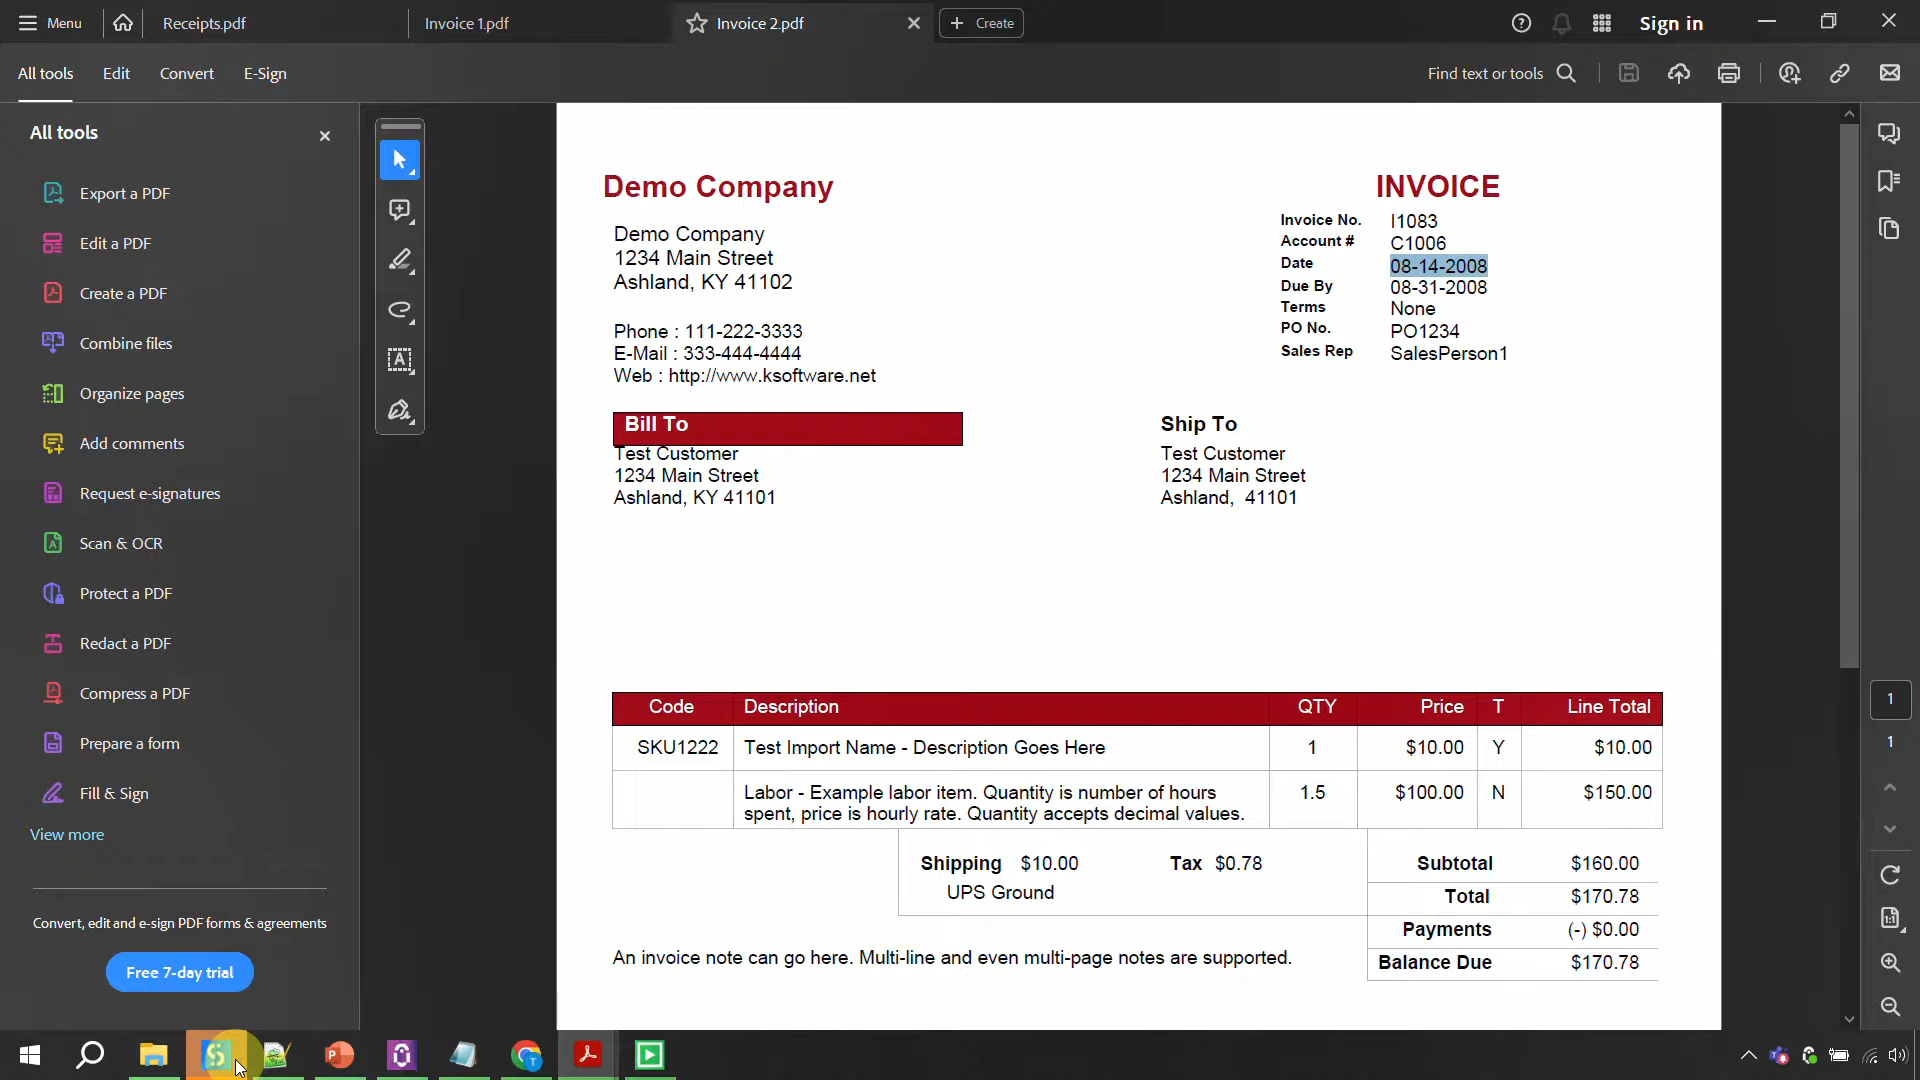 Menu
Receipts.pdf
Invoice 1.pdf
Invoice 2.pdf
Create
Sign in
All tools
Edit
Convert
E-Sign
Find text or tools
All tools
Export a PDF
Edit a PDF
Create a PDF
Combine files
Organize pages
Add comments
Request e-signatures
Scan & OCR
Protect a PDF
Redact a PDF
Compress a PDF
Prepare a form
Fill & Sign
View more
Convert, edit and e-sign PDF forms & agreements
Free 7-day trial
Demo Company
Demo Company
1234 Main Street
Ashland, KY 41102
Phone : 111-222-3333
E-Mail : 333-444-4444
Web : http://www.ksoftware.net
INVOICE
Invoice No. I1083
Account # C1006
Date 08-14-2008
Due By 08-31-2008
Terms None
PO No. PO1234
Sales Rep SalesPerson1
Bill To
Test Customer
1234 Main Street
Ashland, KY 41101
Ship To
Test Customer
1234 Main Street
Ashland,  41101
Code Description QTY Price T Line Total
SKU1222 Test Import Name - Description Goes Here 1 $10.00 Y $10.00
Labor - Example labor item. Quantity is number of hours 1.5 $100.00 N $150.00
spent, price is hourly rate. Quantity accepts decimal values.
Shipping $10.00 Tax $0.78
UPS Ground
Subtotal $160.00
Total $170.78
Payments (-) $0.00
Balance Due $170.78
An invoice note can go here. Multi-line and even multi-page notes are supported.
1
1